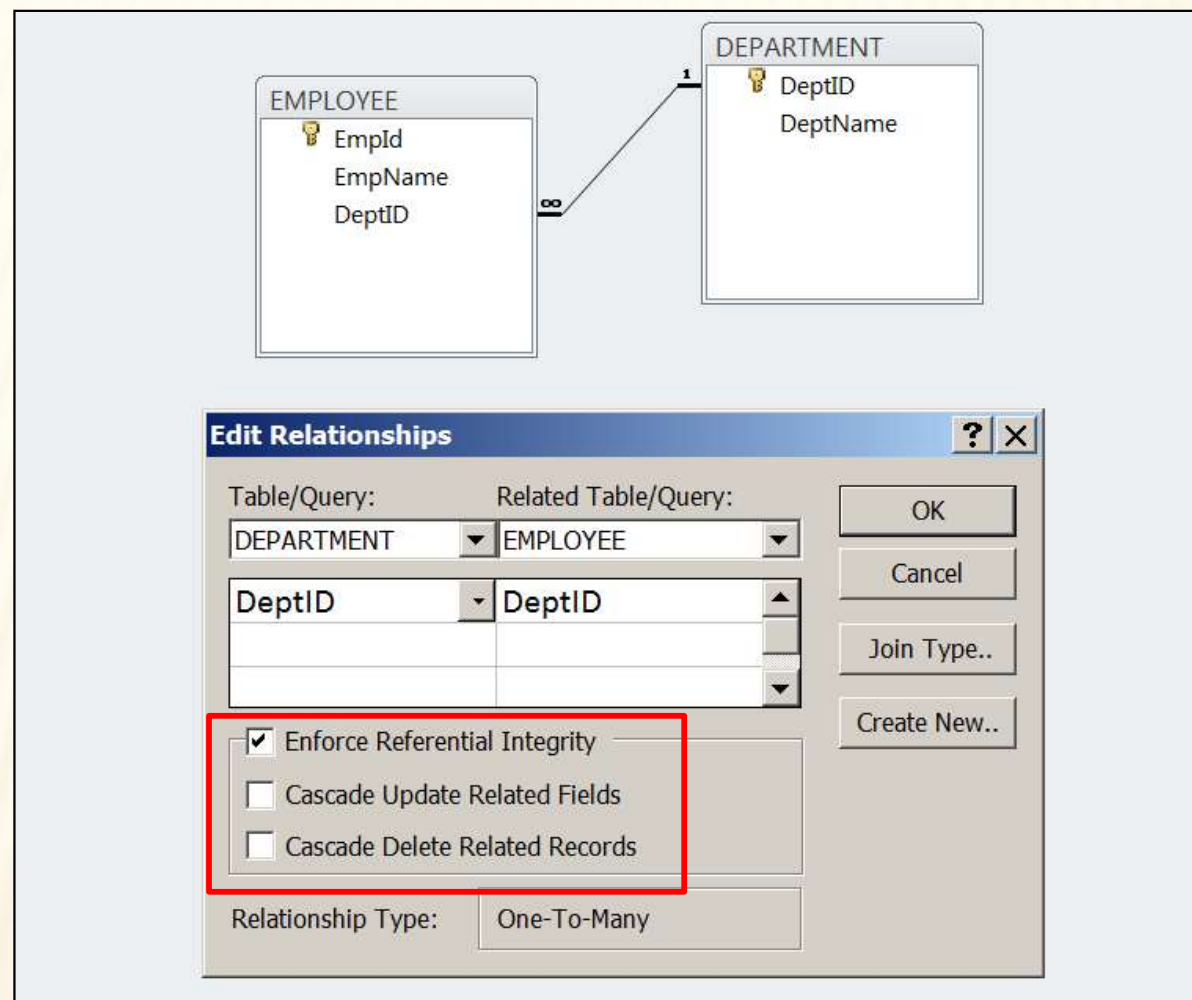 DEPARTMENT
1
DeptID
DeptName
EMPLOYEE
EmpId
EmpName
DeptID
∞
Edit Relationships
? X
Table/Query: Related Table/Query:
DEPARTMENT EMPLOYEE
DeptID DeptID
OK
Cancel
Join Type..
Create New..
Enforce Referential Integrity
Cascade Update Related Fields
Cascade Delete Related Records
Relationship Type: One-To-Many